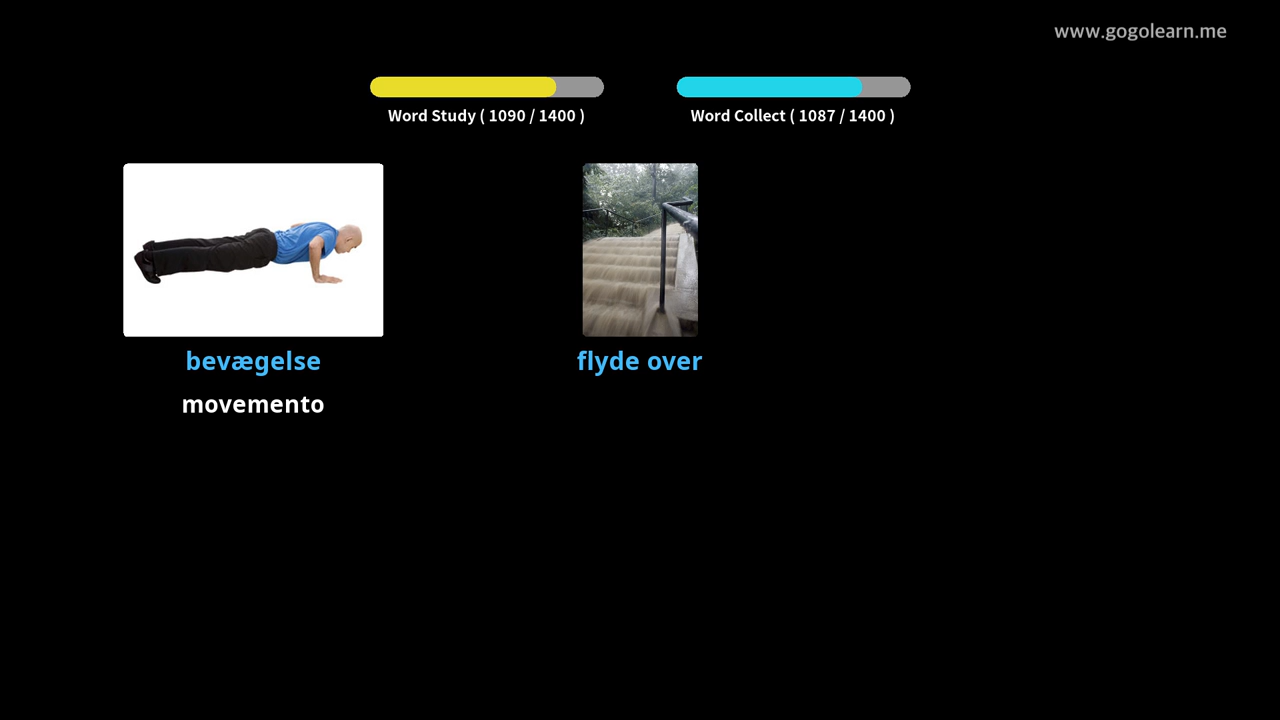 www.gogolearn.me
Word Study ( 1090 / 1400 )
Word Collect ( 1087 / 1400 )
bevægelse
movemento
flyde over